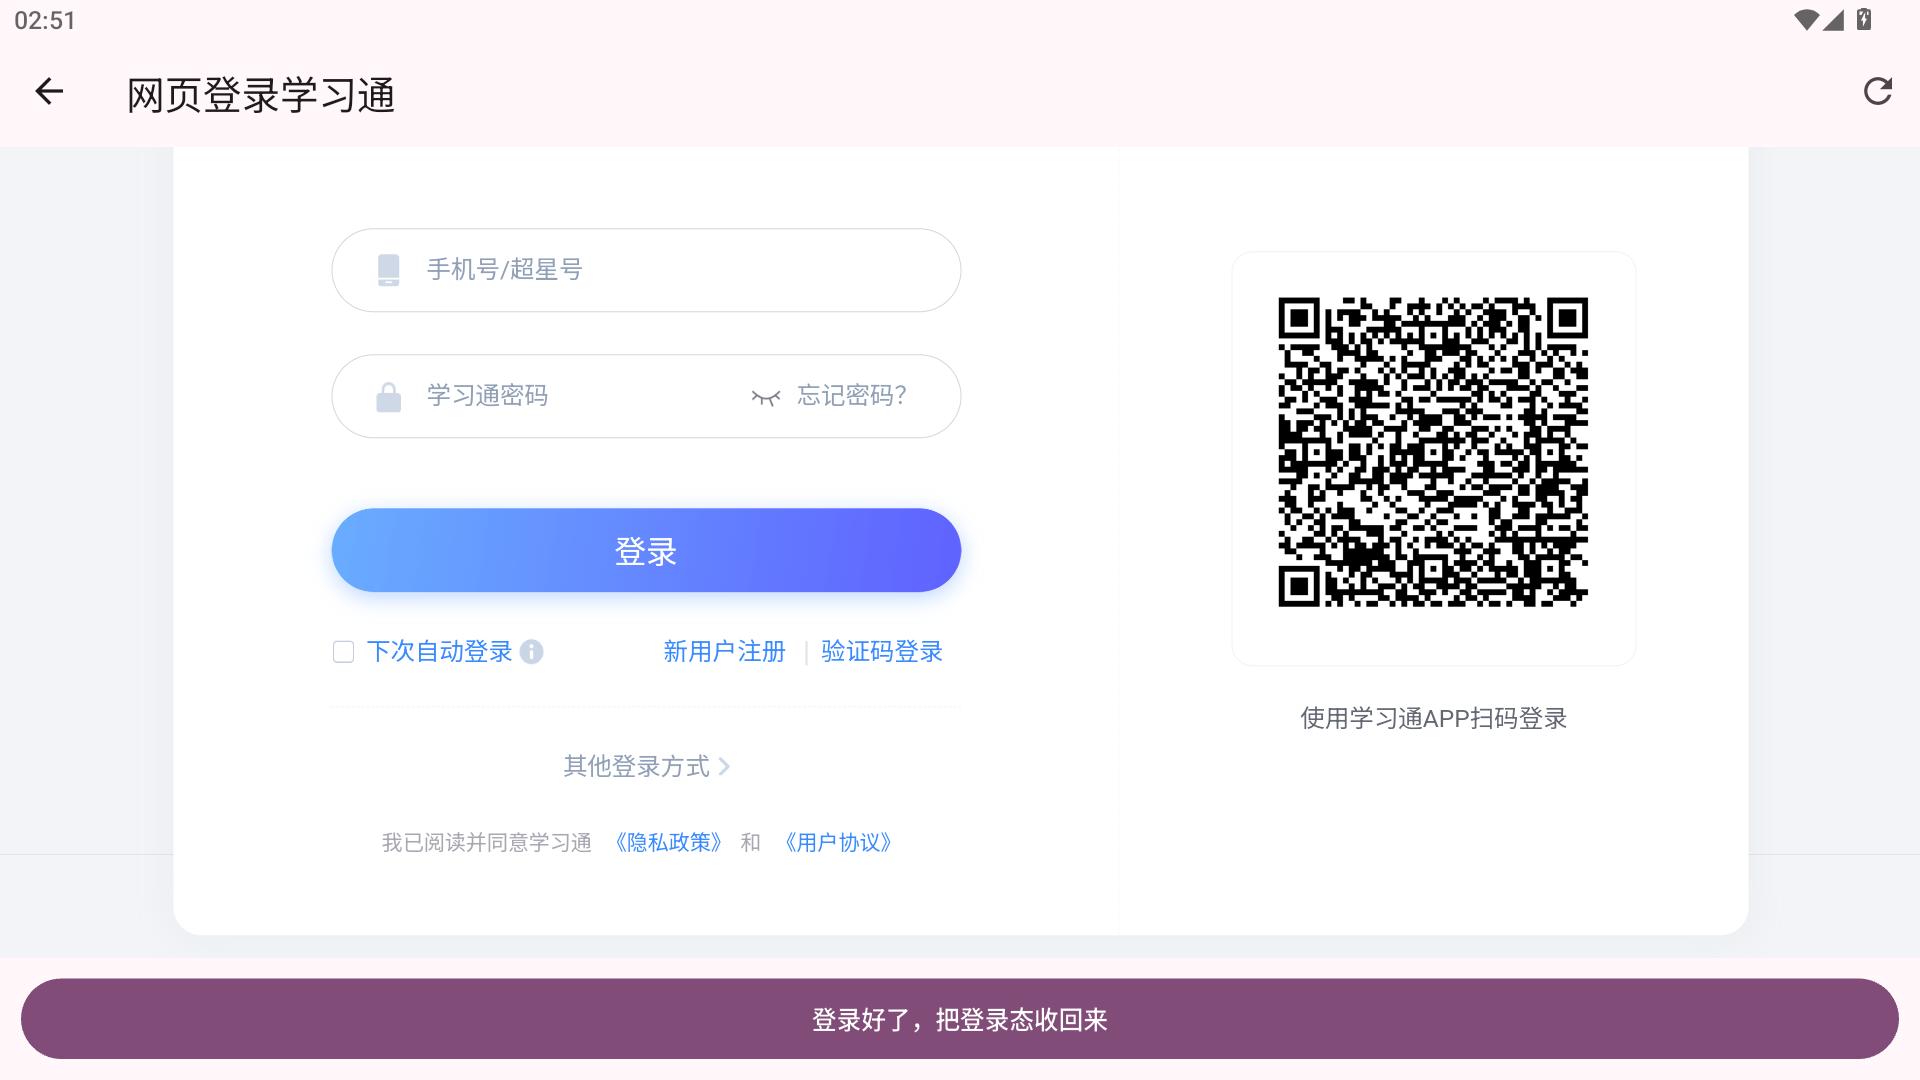 02:51
网页登录学习通
手机号/超星号
学习通密码
忘记密码？
登录
下次自动登录
新用户注册 | 验证码登录
其他登录方式
我已阅读并同意学习通 《隐私政策》 和 《用户协议》
使用学习通APP扫码登录
登录好了，把登录态收回来